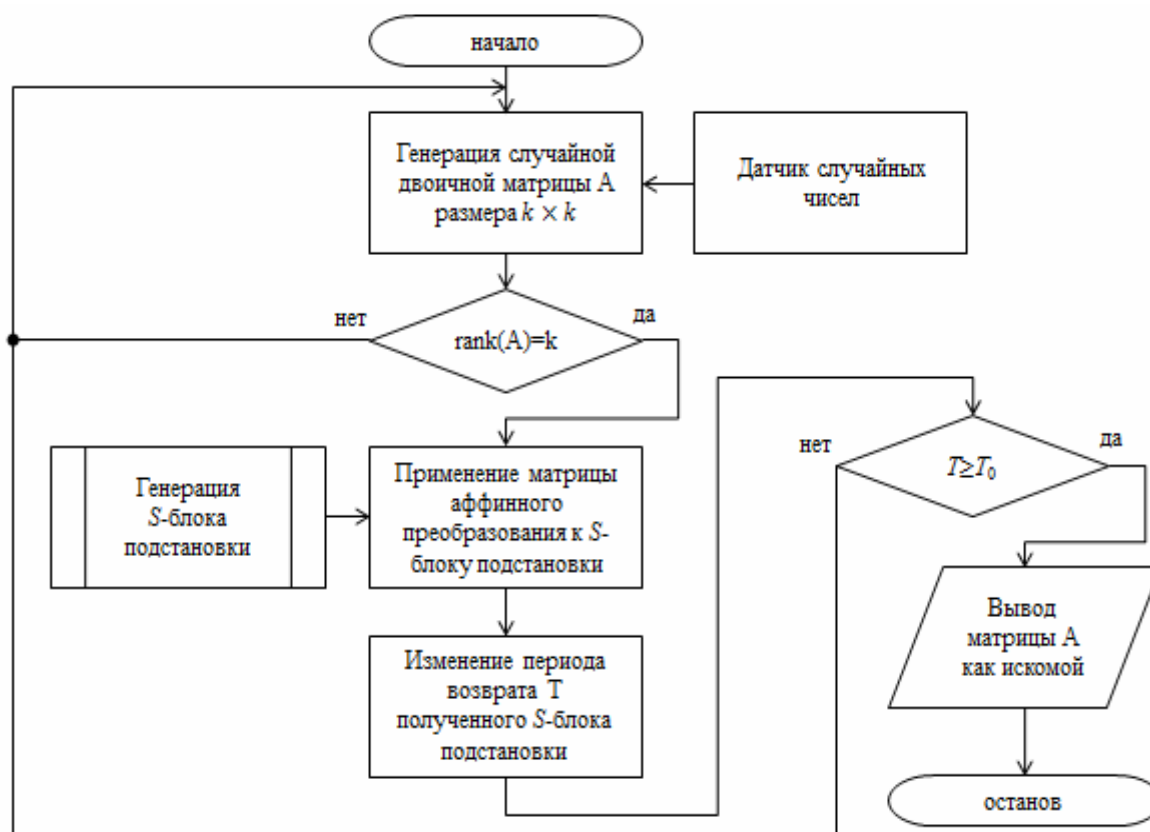 начало
Генерация случайной
двоичной матрицы А
размера k × k
Датчик случайных
чисел
нет
да
rank(A)=k
Генерация
S-блока
подстановки
Применение матрицы
аффинного
преобразования к S-
блоку подстановки
нет
да
T≥T₀
Изменение периода
возврата Т
полученного S-блока
подстановки
Вывод
матрицы А
как искомой
останов